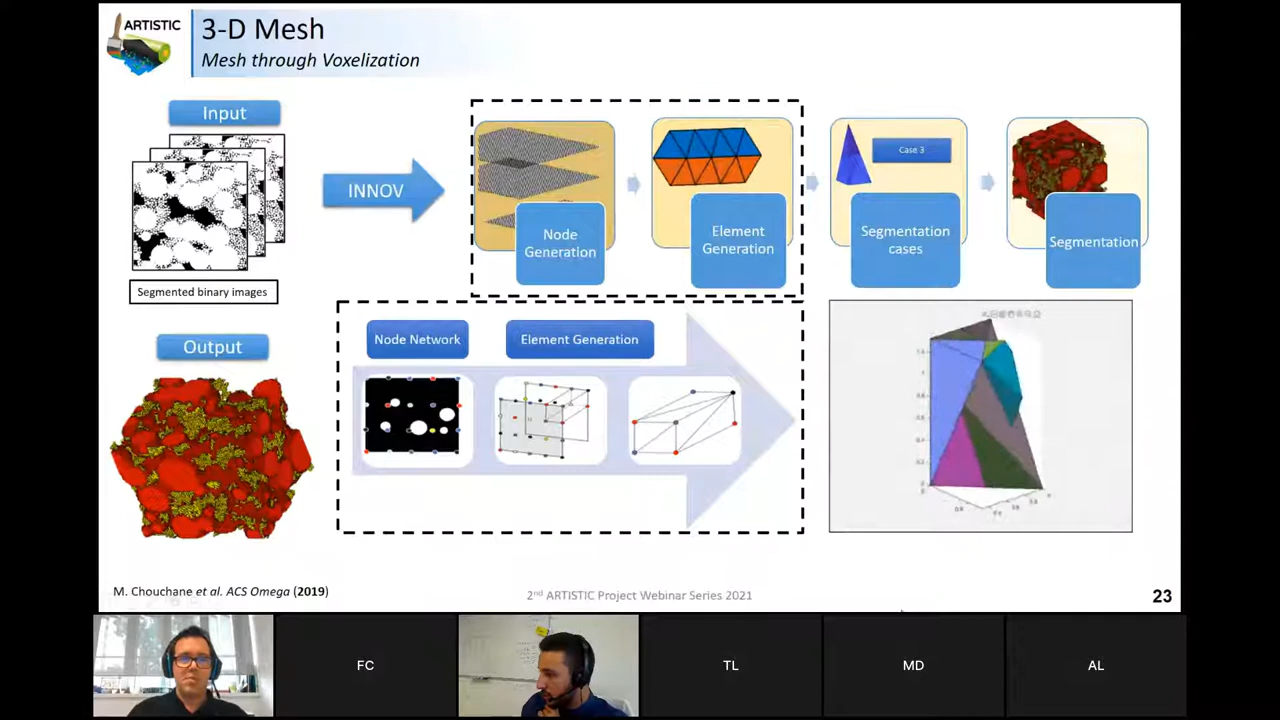 ARTISTIC
3-D Mesh
Mesh through Voxelization
Input
INNOV
Segmented binary images
Output
Node
Generation
Element
Generation
Case 3
Segmentation
cases
Segmentation
Node Network
Element Generation
M. Chouchane et al. ACS Omega (2019)
2nd ARTISTIC Project Webinar Series 2021
23
FC
TL
MD
AL